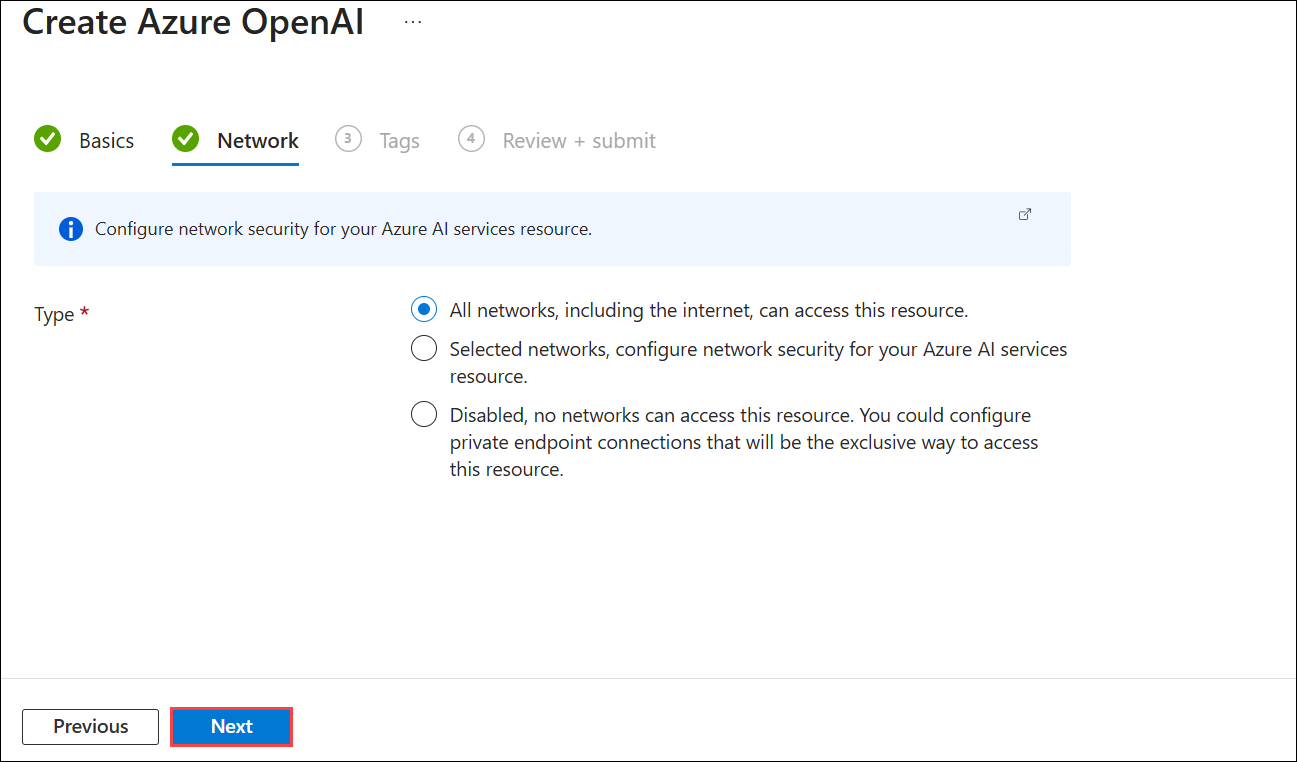 Create Azure OpenAI ...
Basics Network 3 Tags 4 Review + submit
Configure network security for your Azure AI services resource.
Type *
All networks, including the internet, can access this resource.
Selected networks, configure network security for your Azure AI services
resource.
Disabled, no networks can access this resource. You could configure
private endpoint connections that will be the exclusive way to access
this resource.
Previous Next